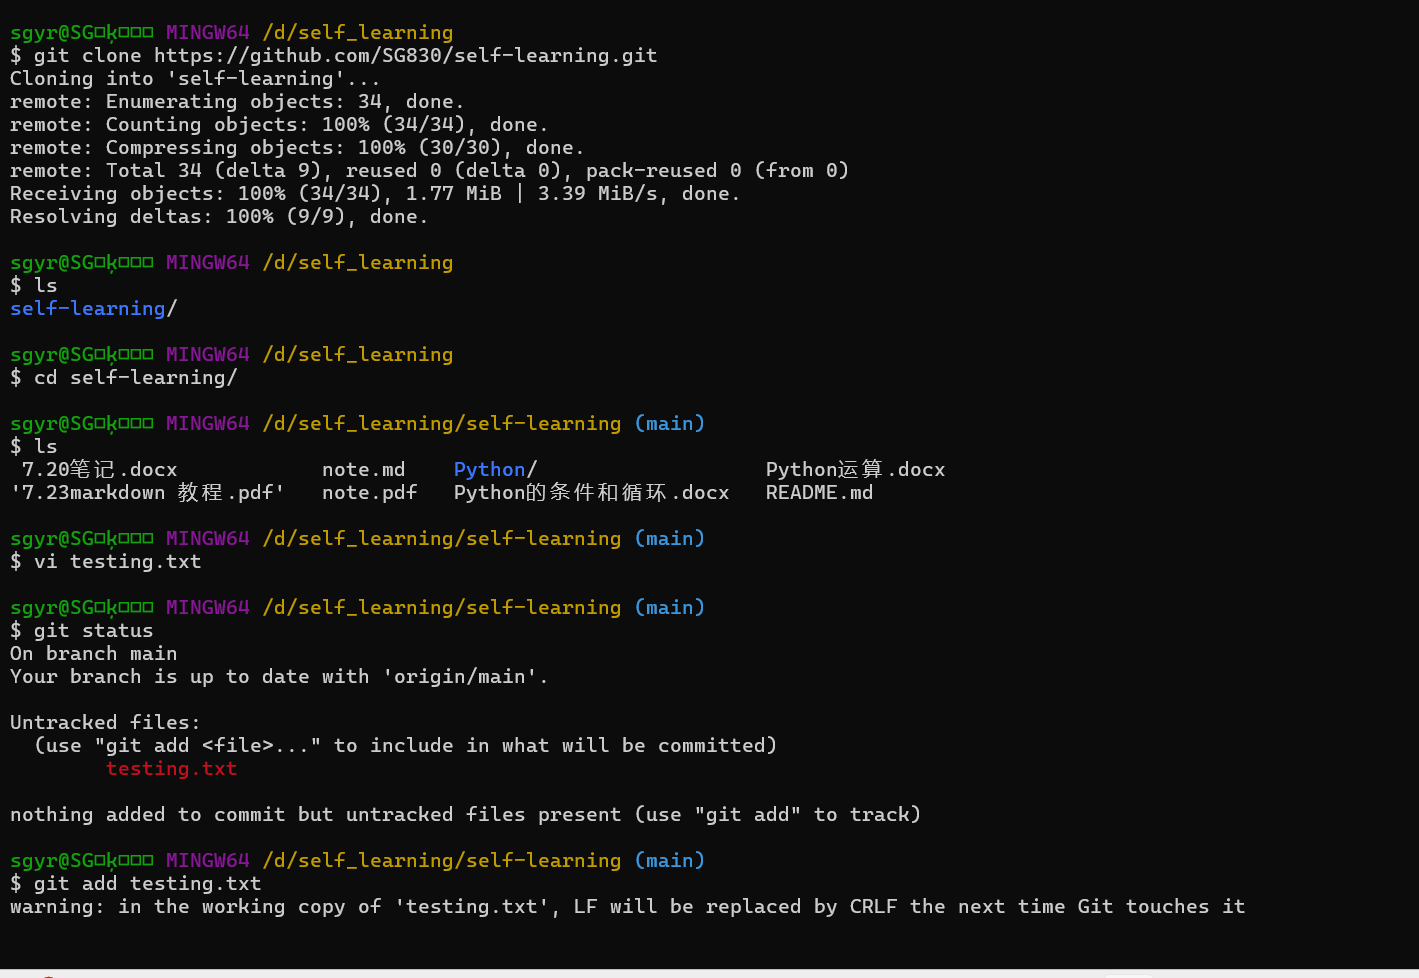 sgyr@SG MINGW64 /d/self_learning
$ git clone https://github.com/SG830/self-learning.git
Cloning into 'self-learning'...
remote: Enumerating objects: 34, done.
remote: Counting objects: 100% (34/34), done.
remote: Compressing objects: 100% (30/30), done.
remote: Total 34 (delta 9), reused 0 (delta 0), pack-reused 0 (from 0)
Receiving objects: 100% (34/34), 1.77 MiB | 3.39 MiB/s, done.
Resolving deltas: 100% (9/9), done.
sgyr@SG MINGW64 /d/self_learning
$ ls
self-learning/
sgyr@SG MINGW64 /d/self_learning
$ cd self-learning/
sgyr@SG MINGW64 /d/self_learning/self-learning (main)
$ ls
7.20笔记.docx note.md Python/ Python运算.docx
'7.23markdown 教程.pdf' note.pdf Python的条件和循环.docx README.md
sgyr@SG MINGW64 /d/self_learning/self-learning (main)
$ vi testing.txt
sgyr@SG MINGW64 /d/self_learning/self-learning (main)
$ git status
On branch main
Your branch is up to date with 'origin/main'.
Untracked files:
(use "git add <file>..." to include in what will be committed)
testing.txt
nothing added to commit but untracked files present (use "git add" to track)
sgyr@SG MINGW64 /d/self_learning/self-learning (main)
$ git add testing.txt
warning: in the working copy of 'testing.txt', LF will be replaced by CRLF the next time Git touches it